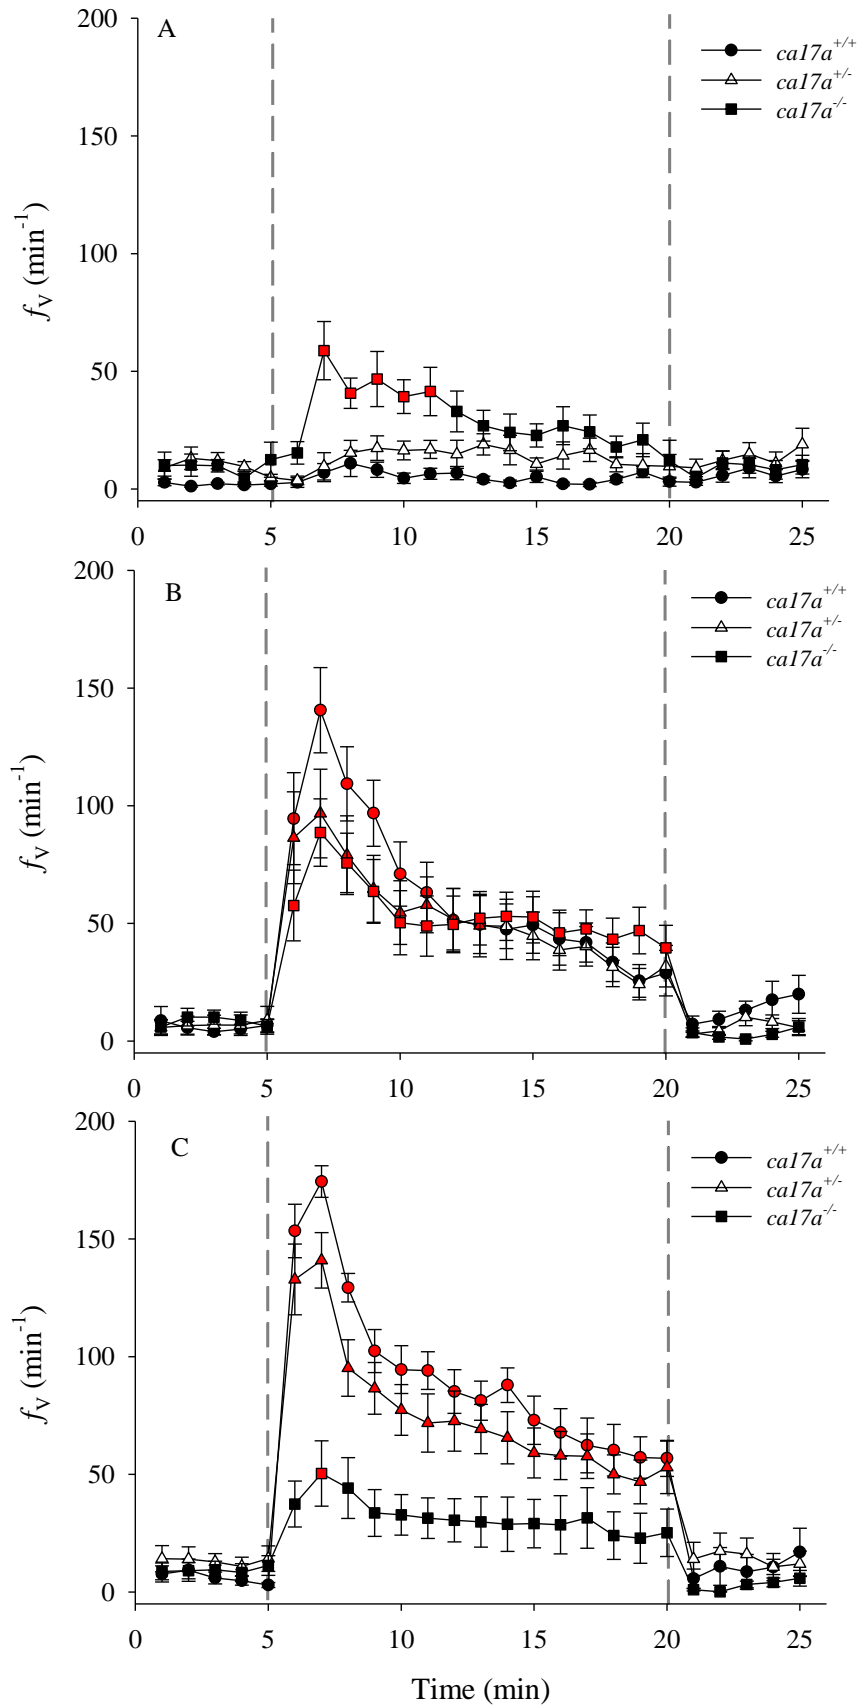 200
A
ca17a+/+
ca17a+/-
ca17a-/-
150
100
50
0
fV (min-1)
0 5 10 15 20 25
200
B
ca17a+/+
ca17a+/-
ca17a-/-
150
100
50
0
fV (min-1)
0 5 10 15 20 25
200
C
ca17a+/+
ca17a+/-
ca17a-/-
150
100
50
0
fV (min-1)
0 5 10 15 20 25
Time (min)